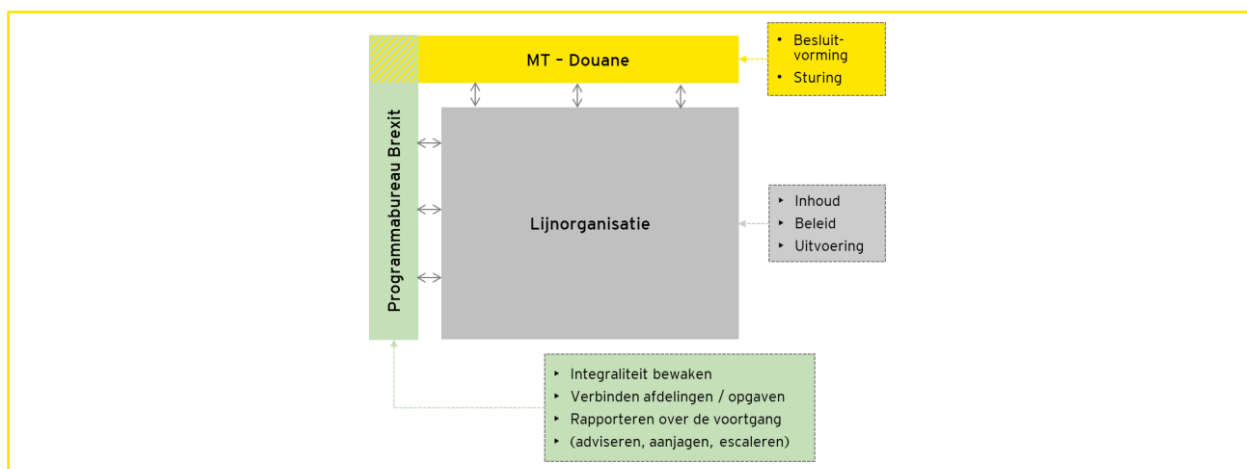 MT – Douane
• Besluit-
vorming
• Sturing
Programmabureau Brexit
Lijnorganisatie
‣ Inhoud
‣ Beleid
‣ Uitvoering
‣ Integraliteit bewaken
‣ Verbinden afdelingen / opgaven
‣ Rapporteren over de voortgang
‣ (adviseren, aanjagen, escaleren)